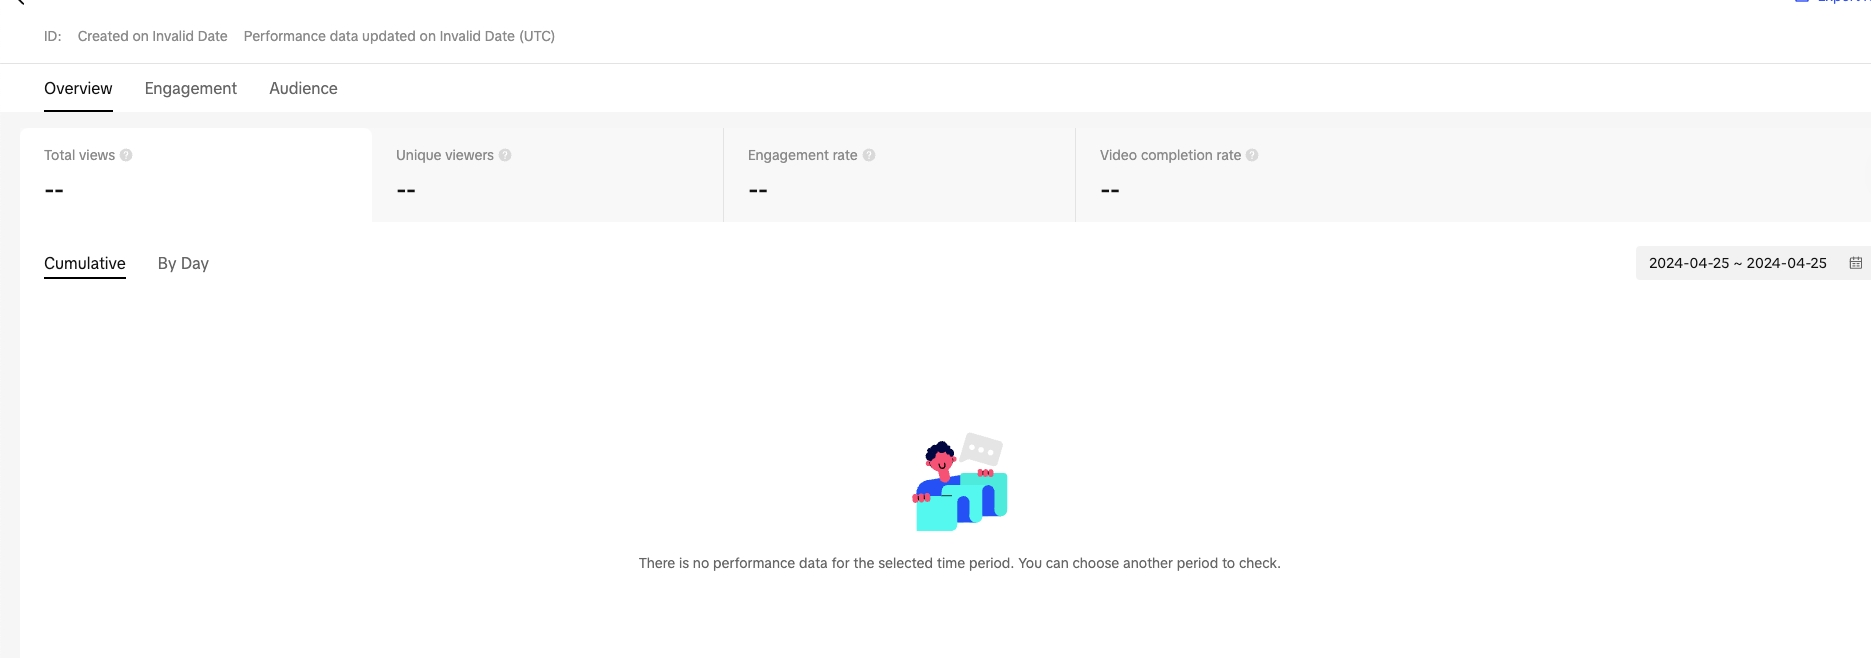 Export
ID: Created on Invalid Date Performance data updated on Invalid Date (UTC)
Overview Engagement Audience
Total views ? Unique viewers ? Engagement rate ? Video completion rate ?
-- -- -- --
Cumulative By Day 2024-04-25 ~ 2024-04-25
There is no performance data for the selected time period. You can choose another period to check.